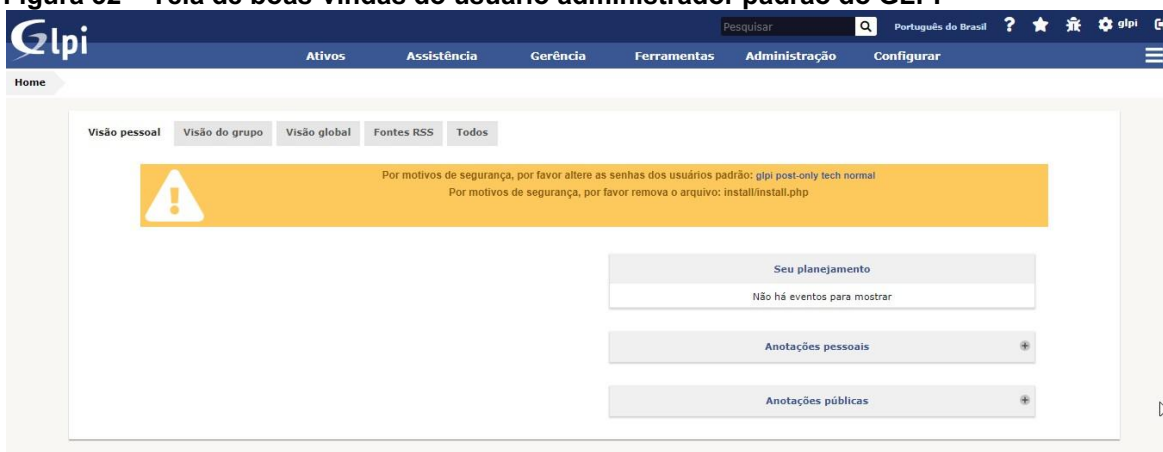 Figura 32 – Tela de boas-vindas do usuário administrador padrão do GLPI
Glpi
Pesquisar
Português do Brasil
?
glpi
Ativos
Assistência
Gerência
Ferramentas
Administração
Configurar
Home
Visão pessoal
Visão do grupo
Visão global
Fontes RSS
Todos
Por motivos de segurança, por favor altere as senhas dos usuários padrão: glpi post-only tech normal
Por motivos de segurança, por favor remova o arquivo: install/install.php
Seu planejamento
Não há eventos para mostrar
Anotações pessoais
Anotações públicas